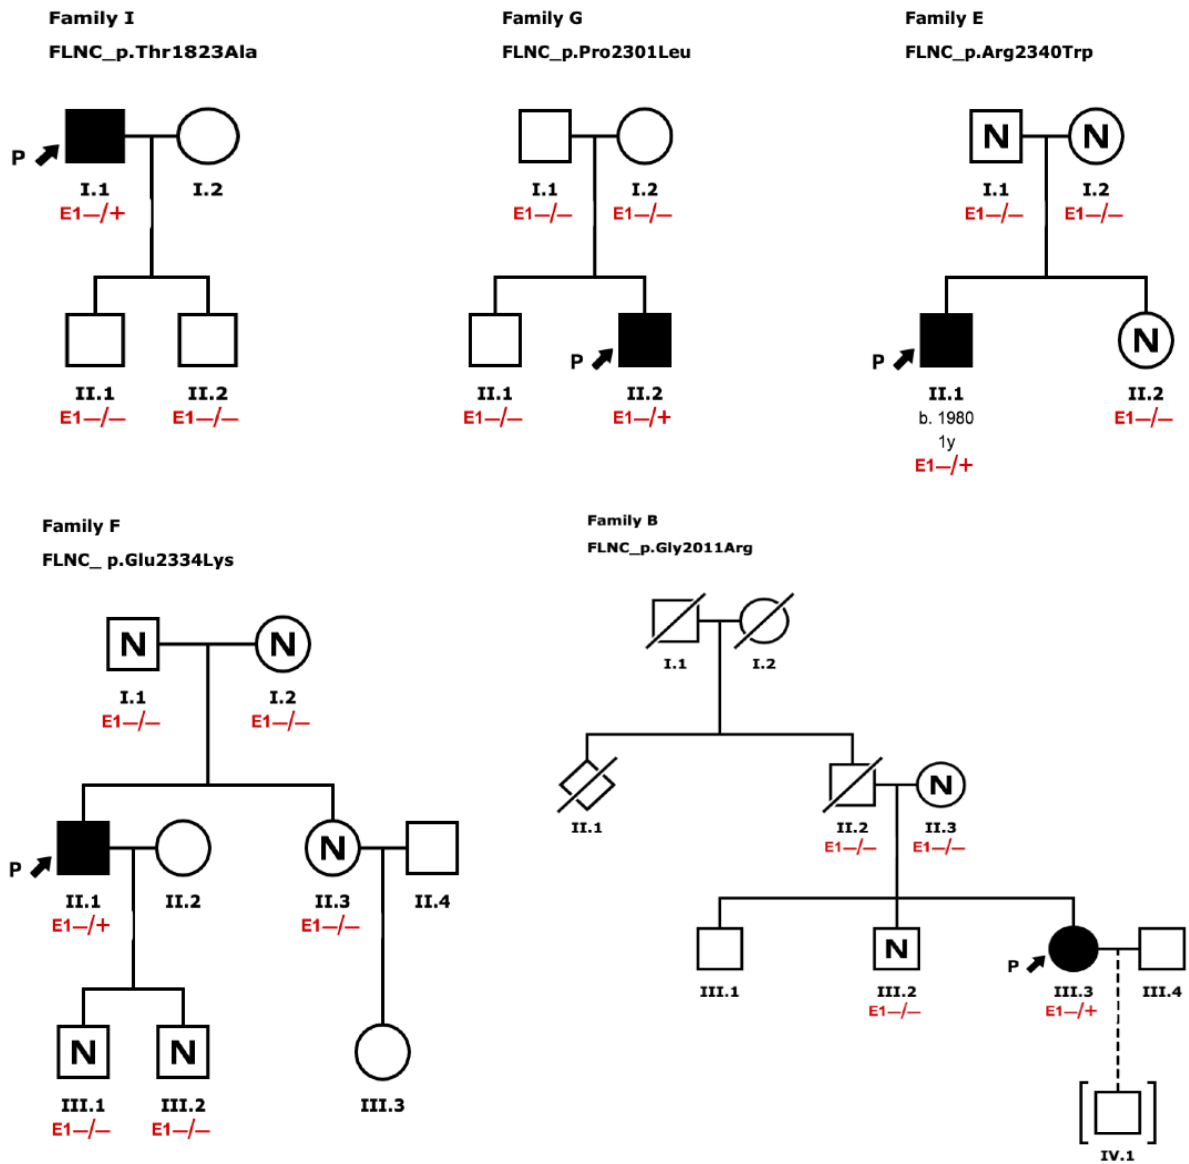 Family I
FLNC_p.Thr1823Ala
P
I.1
I.2
E1—/+
II.1
II.2
E1—/—
E1—/—
Family G
FLNC_p.Pro2301Leu
I.1
I.2
E1—/—
E1—/—
P
II.1
II.2
E1—/—
E1—/+
Family E
FLNC_p.Arg2340Trp
N
N
I.1
I.2
E1—/—
E1—/—
P
N
II.1
II.2
b. 1980
E1—/—
1y
E1—/+
Family F
FLNC_ p.Glu2334Lys
N
N
I.1
I.2
E1—/—
E1—/—
P
N
II.1
II.2
II.3
II.4
E1—/+
E1—/—
N
N
III.1
III.2
III.3
E1—/—
E1—/—
Family B
FLNC_p.Gly2011Arg
I.1
I.2
N
II.1
II.2
II.3
E1—/—
E1—/—
N
P
III.1
III.2
III.3
III.4
E1—/—
E1—/+
[ ]
IV.1